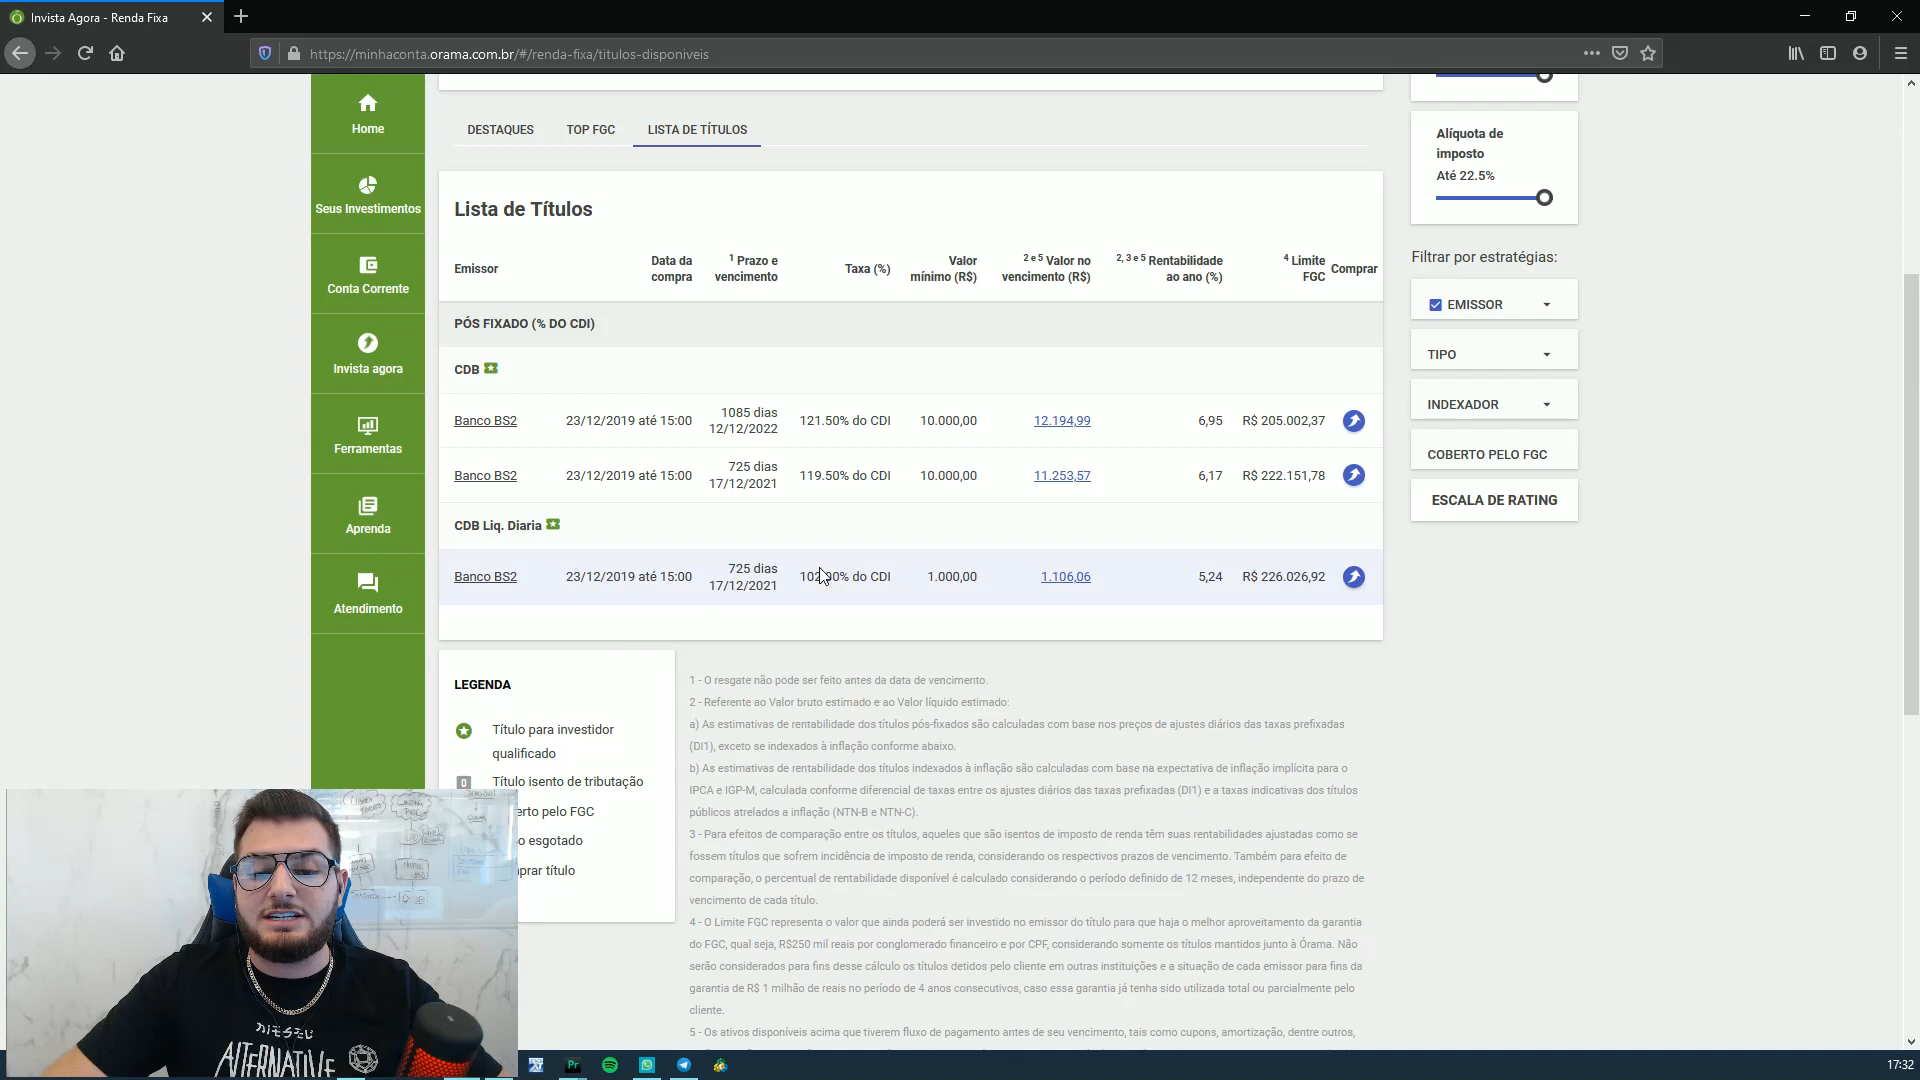 Invista Agora - Renda Fixa
https://minhaconta.orama.com.br/#/renda-fixa/titulos-disponiveis
Home
Seus Investimentos
Conta Corrente
Invista agora
Ferramentas
Aprenda
Atendimento
DESTAQUES
TOP FGC
LISTA DE TÍTULOS
Lista de Títulos
Emissor
Data da
compra
1 Prazo e
vencimento
Taxa (%)
Valor
mínimo (R$)
2 e 5 Valor no
vencimento (R$)
2, 3 e 5 Rentabilidade
ao ano (%)
4 Limite
FGC
Comprar
PÓS FIXADO (% DO CDI)
CDB
Banco BS2 23/12/2019 até 15:00 1085 dias 12/12/2022 121.50% do CDI 10.000,00 12.194,99 6,95 R$ 205.002,37
Banco BS2 23/12/2019 até 15:00 725 dias 17/12/2021 119.50% do CDI 10.000,00 11.253,57 6,17 R$ 222.151,78
CDB Liq. Diaria
Banco BS2 23/12/2019 até 15:00 725 dias 17/12/2021 do CDI 1.000,00 1.106,06 5,24 R$ 226.026,92
Alíquota de
imposto
Até 22.5%
Filtrar por estratégias:
EMISSOR
TIPO
INDEXADOR
COBERTO PELO FGC
ESCALA DE RATING
LEGENDA
Título para investidor
qualificado
Título isento de tributação
pelo FGC
esgotado
título
1 - O resgate não pode ser feito antes da data de vencimento.
2 - Referente ao Valor bruto estimado e ao Valor líquido estimado:
a) As estimativas de rentabilidade dos títulos pós-fixados são calculadas com base nos preços de ajustes diários das taxas prefixadas
(DI1), exceto se indexados à inflação conforme abaixo.
b) As estimativas de rentabilidade dos títulos indexados à inflação são calculadas com base na expectativa de inflação implícita para o
IPCA e IGP-M, calculada conforme diferencial de taxas entre os ajustes diários das taxas prefixadas (DI1) e a taxas indicativas dos títulos
públicos atrelados a inflação (NTN-B e NTN-C).
3 - Para efeitos de comparação entre os títulos, aqueles que são isentos de imposto de renda têm suas rentabilidades ajustadas como se
fossem títulos que sofrem incidência de imposto de renda, considerando os respectivos prazos de vencimento. Também para efeito de
comparação, o percentual de rentabilidade disponível é calculado considerando o período definido de 12 meses, independente do prazo de
vencimento de cada título.
4 - O Limite FGC representa o valor que ainda poderá ser investido no emissor do título para que haja o melhor aproveitamento da garantia
do FGC, qual seja, R$250 mil reais por conglomerado financeiro e por CPF, considerando somente os títulos mantidos junto à Órama. Não
serão considerados para fins desse cálculo os títulos detidos pelo cliente em outras instituições e a situação de cada emissor para fins da
garantia de R$ 1 milhão de reais no período de 4 anos consecutivos, caso essa garantia já tenha sido utilizada total ou parcialmente pelo
cliente.
5 - Os ativos disponíveis acima que tiverem fluxo de pagamento antes de seu vencimento, tais como cupons, amortização, dentre outros,
ALTERNATIVE
Pr
17:32